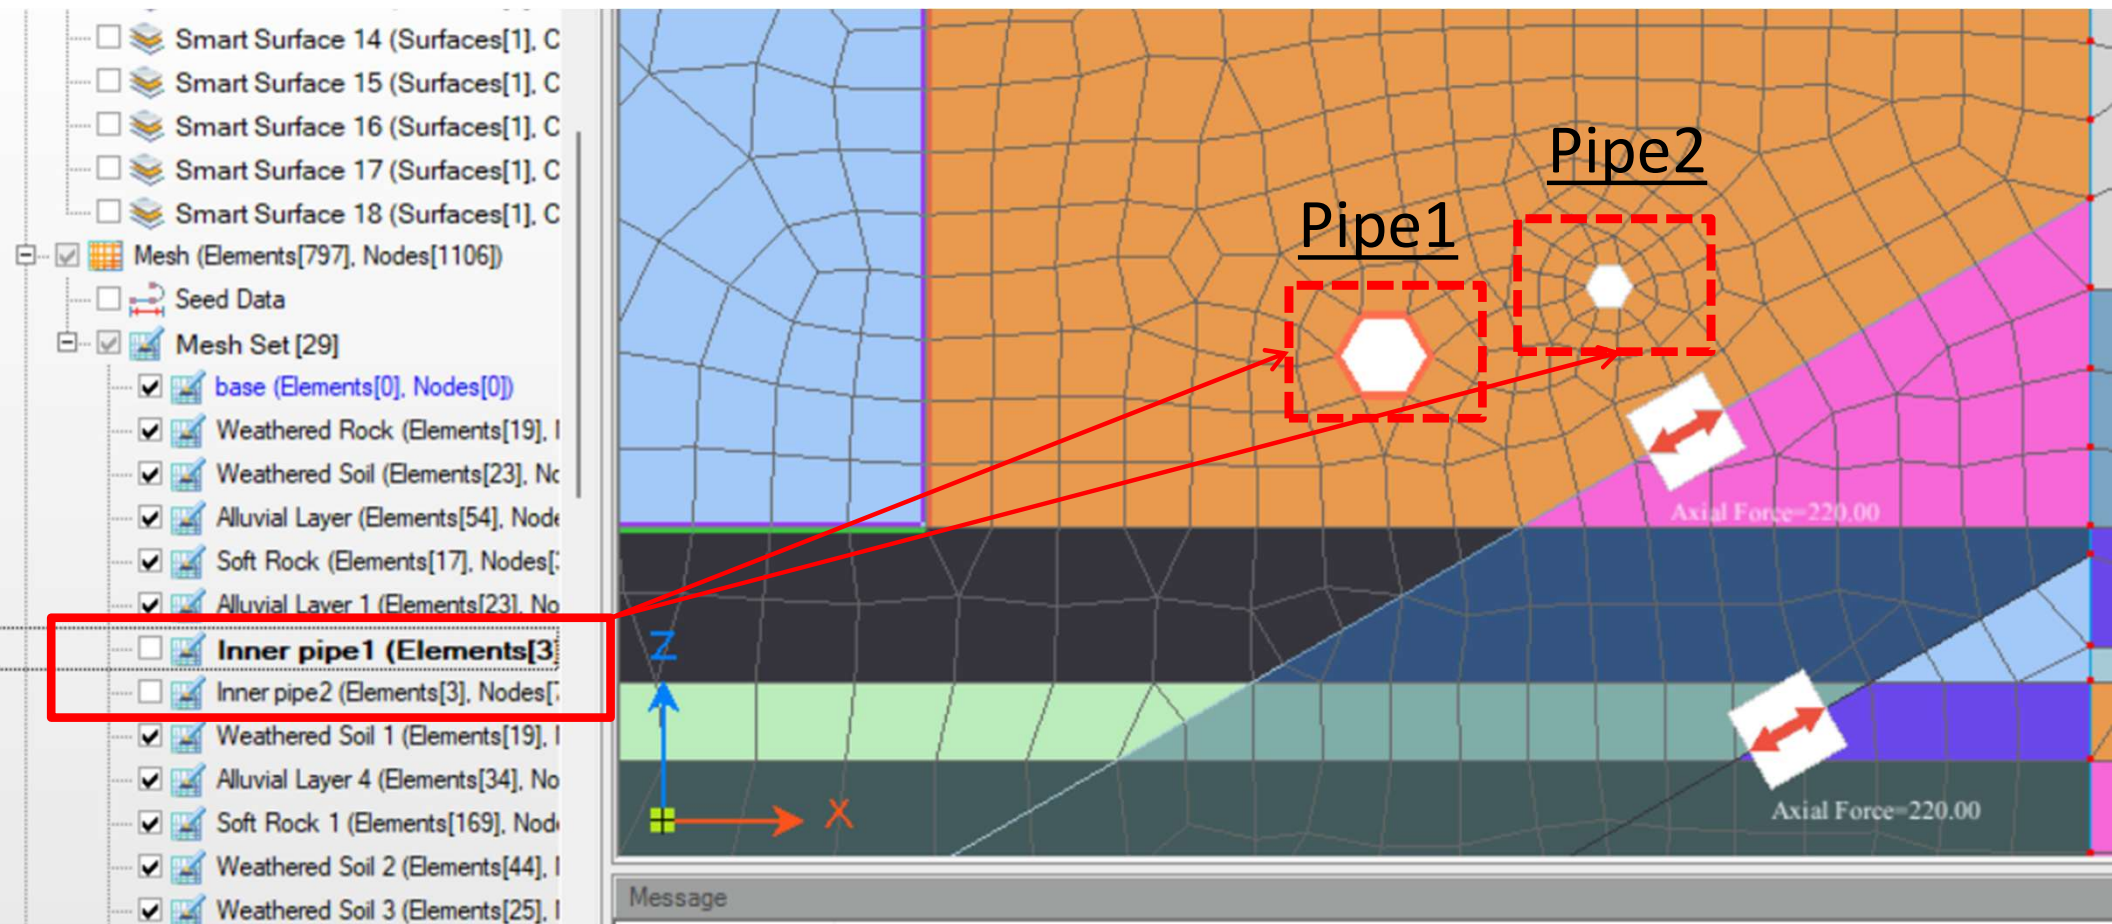 Smart Surface 14 (Surfaces[1], C
Smart Surface 15 (Surfaces[1], C
Smart Surface 16 (Surfaces[1], C
Smart Surface 17 (Surfaces[1], C
Smart Surface 18 (Surfaces[1], C
Mesh (Elements[797], Nodes[1106])
Seed Data
Mesh Set [29]
base (Elements[0], Nodes[0])
Weathered Rock (Elements[19],
Weathered Soil (Elements[23], No
Alluvial Layer (Elements[54], Node
Soft Rock (Elements[17], Nodes[
Alluvial Layer 1 (Elements[23], No
Inner pipe1 (Elements[3]
Inner pipe2 (Elements[3], Nodes[7
Weathered Soil 1 (Elements[19],
Alluvial Layer 4 (Elements[34], No
Soft Rock 1 (Elements[169], Nod
Weathered Soil 2 (Elements[44],
Weathered Soil 3 (Elements[25],
Pipe2
Pipe1
Axial Force=220.00
Z
X
Axial Force=220.00
Message